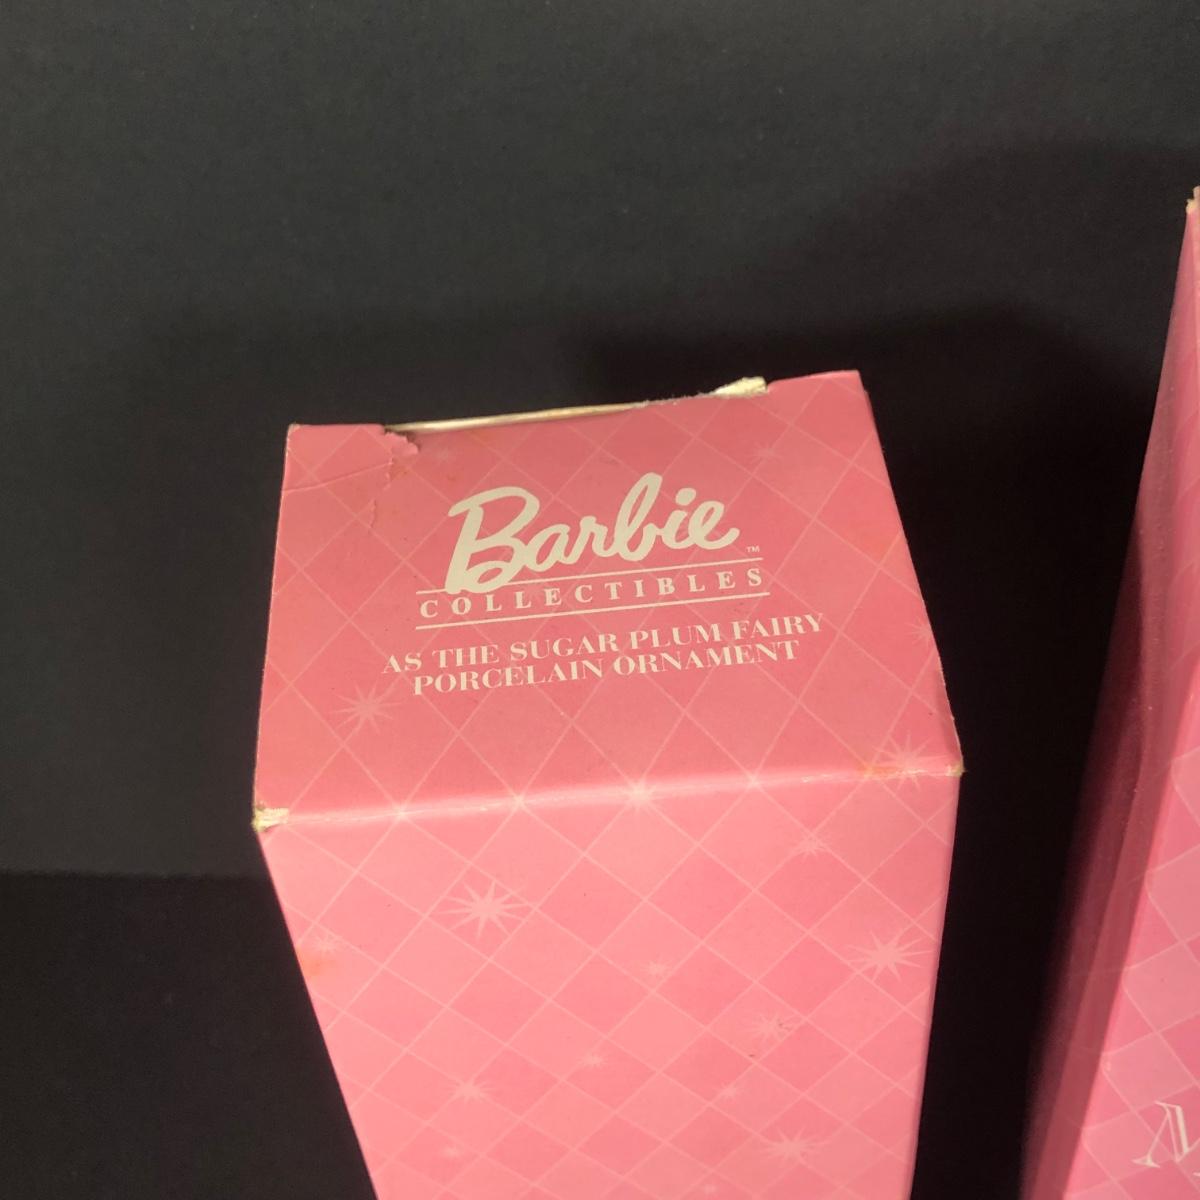 Barbie™
COLLECTIBLES
AS THE SUGAR PLUM FAIRY
PORCELAIN ORNAMENT